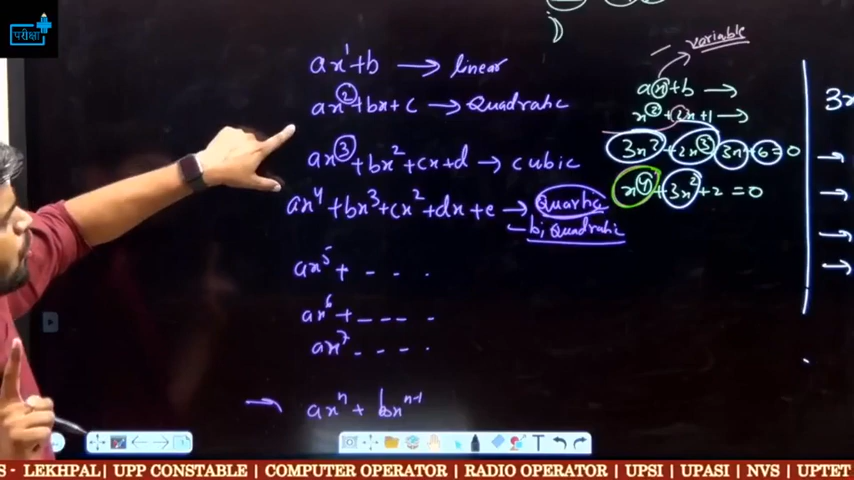 परीक्षा
ax¹+b → linear
ax²+bx+c → Quadratic
ax³+bx²+cx+d → cubic
ax⁴+bx³+cx²+dx+e → Quartic
bi Quadratic
ax⁵+ - - - .
ax⁶+ - - - .
ax⁷ - - - .
→ axⁿ+ bxⁿ⁻¹
)
variable
ax+b →
x²+2x+1 →
3x²+2x³+3x+6=0
x⁴+3x²+2=0
S - LEKHPAL| UPP CONSTABLE | COMPUTER OPERATOR | RADIO OPERATOR | UPSI | UPASI | NVS | UPTET